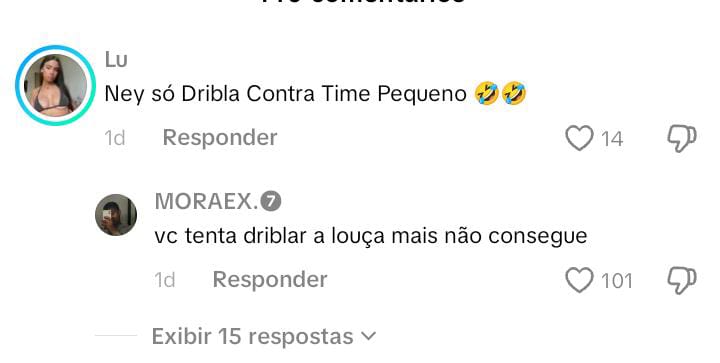 Lu
Ney só Dribla Contra Time Pequeno 🤣🤣
1d Responder 14
MORAEX.❼
vc tenta driblar a louça mais não consegue
1d Responder 101
Exibir 15 respostas